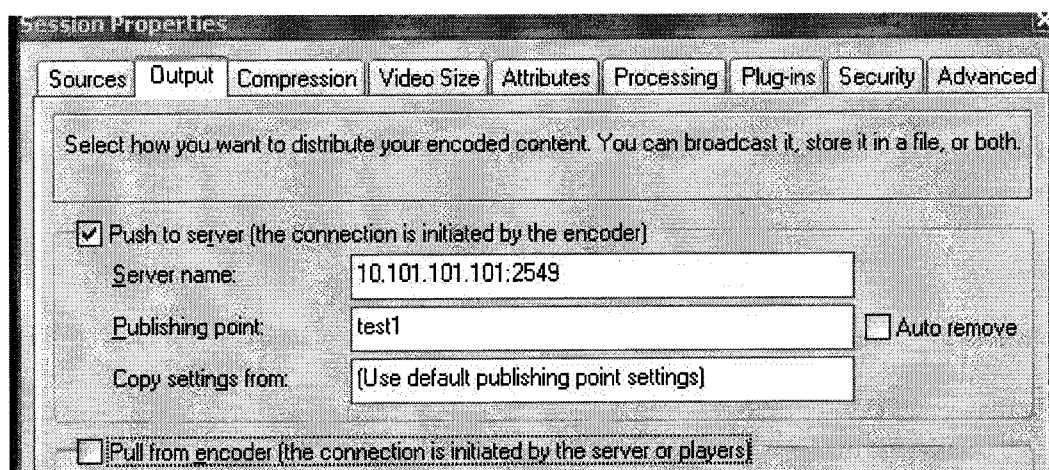 Session Properties
Sources Output Compression Video Size Attributes Processing Plug-ins Security Advanced
Select how you want to distribute your encoded content. You can broadcast it, store it in a file, or both.
Push to server (the connection is initiated by the encoder)
Server name: 10.101.101.101:2549
Publishing point: test1 Auto remove
Copy settings from: (Use default publishing point settings)
Pull from encoder (the connection is initiated by the server or players)